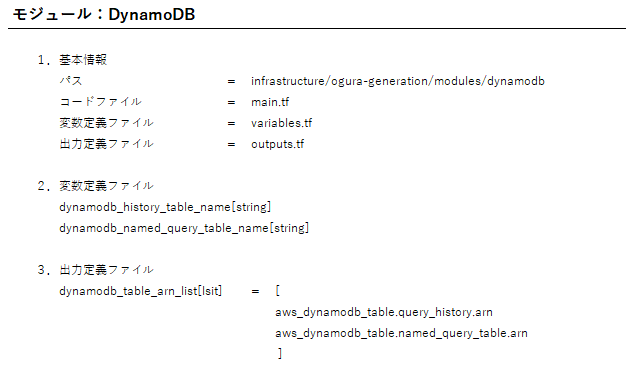 モジュール：DynamoDB
１．基本情報
パス = infrastructure/ogura-generation/modules/dynamodb
コードファイル = main.tf
変数定義ファイル = variables.tf
出力定義ファイル = outputs.tf
２．変数定義ファイル
dynamodb_history_table_name[string]
dynamodb_named_query_table_name[string]
３．出力定義ファイル
dynamodb_table_arn_list[lsit] = [
aws_dynamodb_table.query_history.arn
aws_dynamodb_table.named_query_table.arn
]